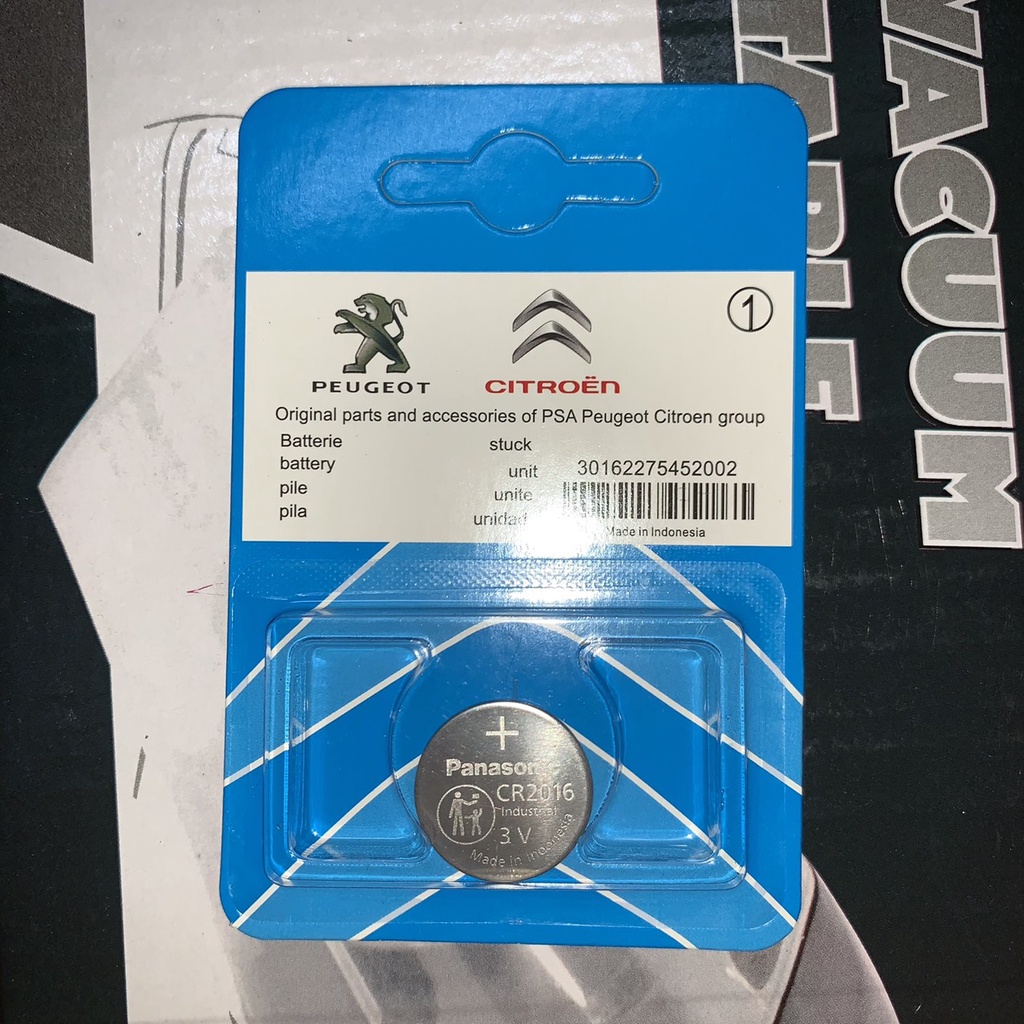 VACUUM
TABLE
1
PEUGEOT
CITROËN
Original parts and accessories of PSA Peugeot Citroen group
Batterie stuck
battery unit 30162275452002
pile unite
pila unidad
Made in Indonesia
+
Panasonic
CR2016
Industrial
3 V
Made in Indonesia